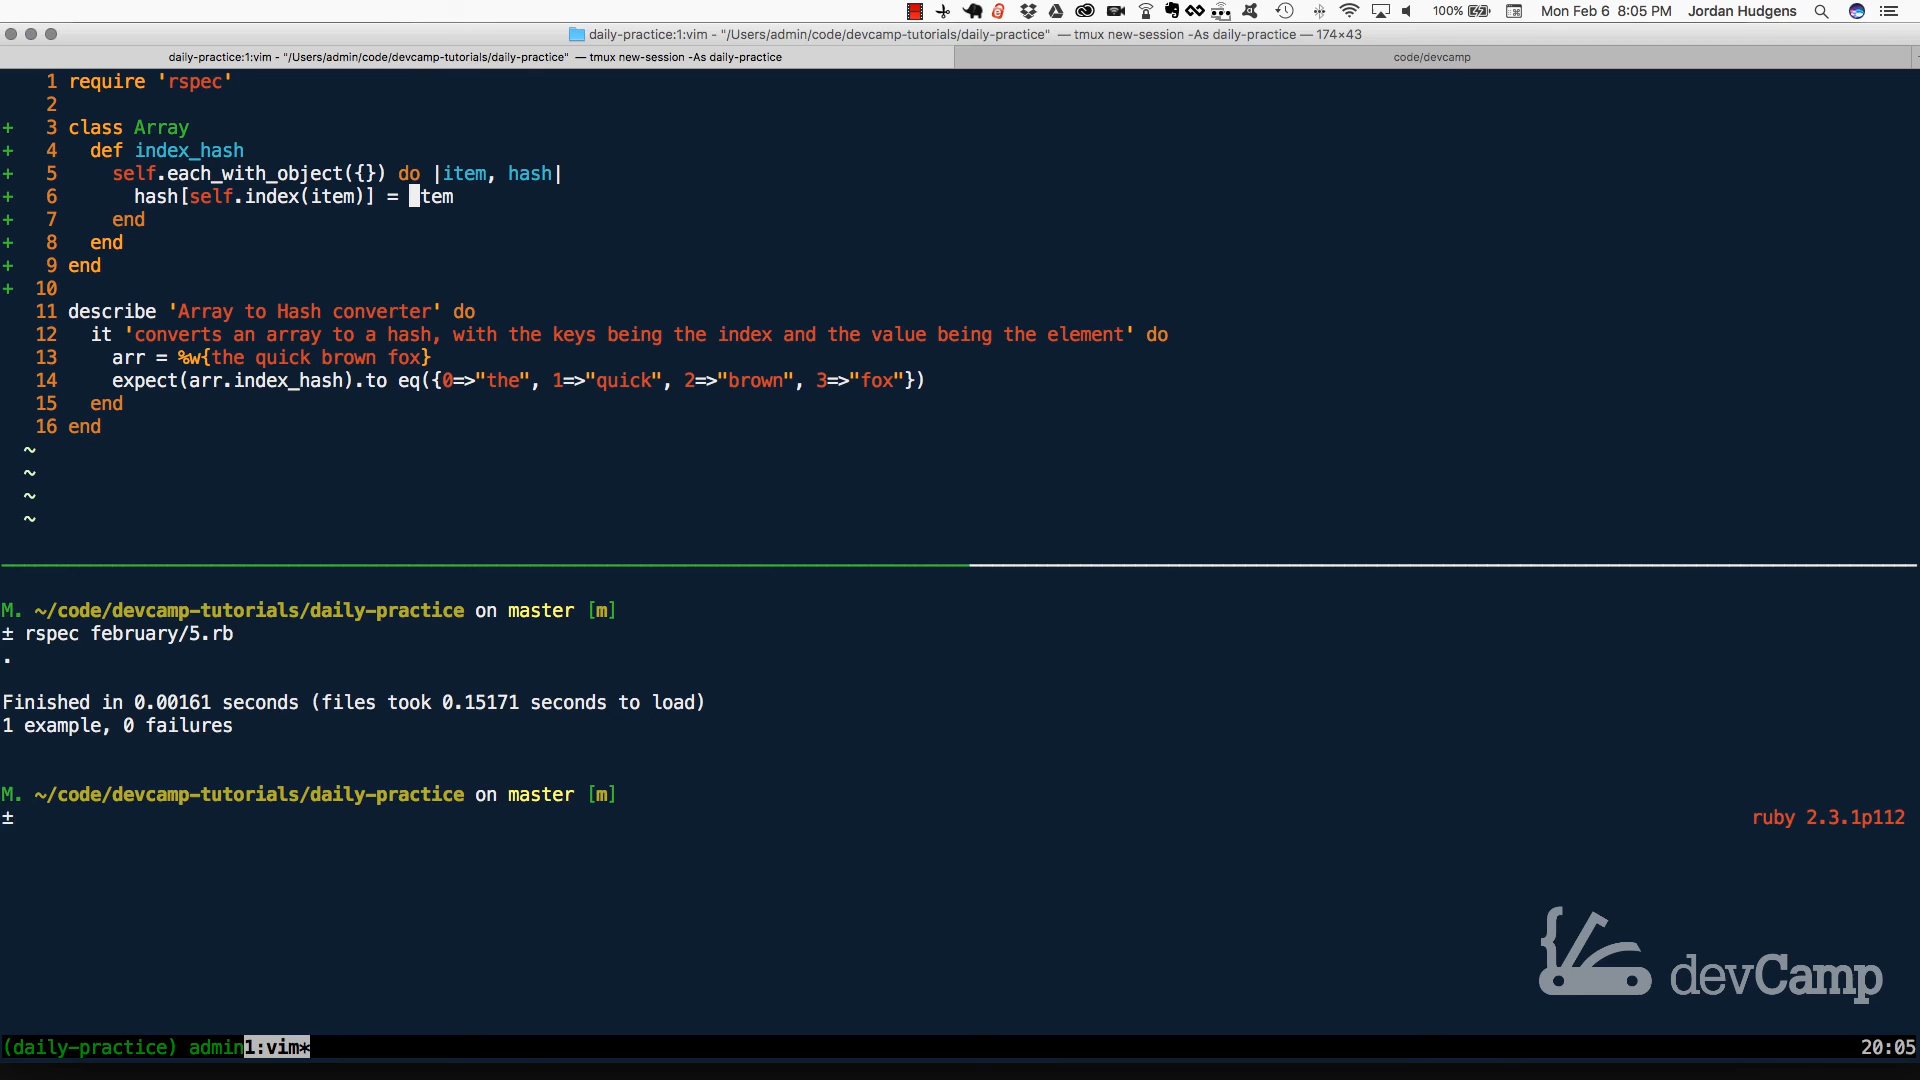 100% Mon Feb 6 8:05 PM Jordan Hudgens
daily-practice:1:vim - "/Users/admin/code/devcamp-tutorials/daily-practice" — tmux new-session -As daily-practice — 174×43
daily-practice:1:vim - "/Users/admin/code/devcamp-tutorials/daily-practice" — tmux new-session -As daily-practice
code/devcamp
1 require 'rspec'
2
+ 3 class Array
+ 4 def index_hash
+ 5 self.each_with_object({}) do |item, hash|
+ 6 hash[self.index(item)] = tem
+ 7 end
+ 8 end
+ 9 end
+ 10
11 describe 'Array to Hash converter' do
12 it 'converts an array to a hash, with the keys being the index and the value being the element' do
13 arr = %w{the quick brown fox}
14 expect(arr.index_hash).to eq({0=>"the", 1=>"quick", 2=>"brown", 3=>"fox"})
15 end
16 end
~
~
~
~
M. ~/code/devcamp-tutorials/daily-practice on master [m]
± rspec february/5.rb
.
Finished in 0.00161 seconds (files took 0.15171 seconds to load)
1 example, 0 failures
M. ~/code/devcamp-tutorials/daily-practice on master [m]
±
ruby 2.3.1p112
devCamp
(daily-practice) admin1:vim*
20:05